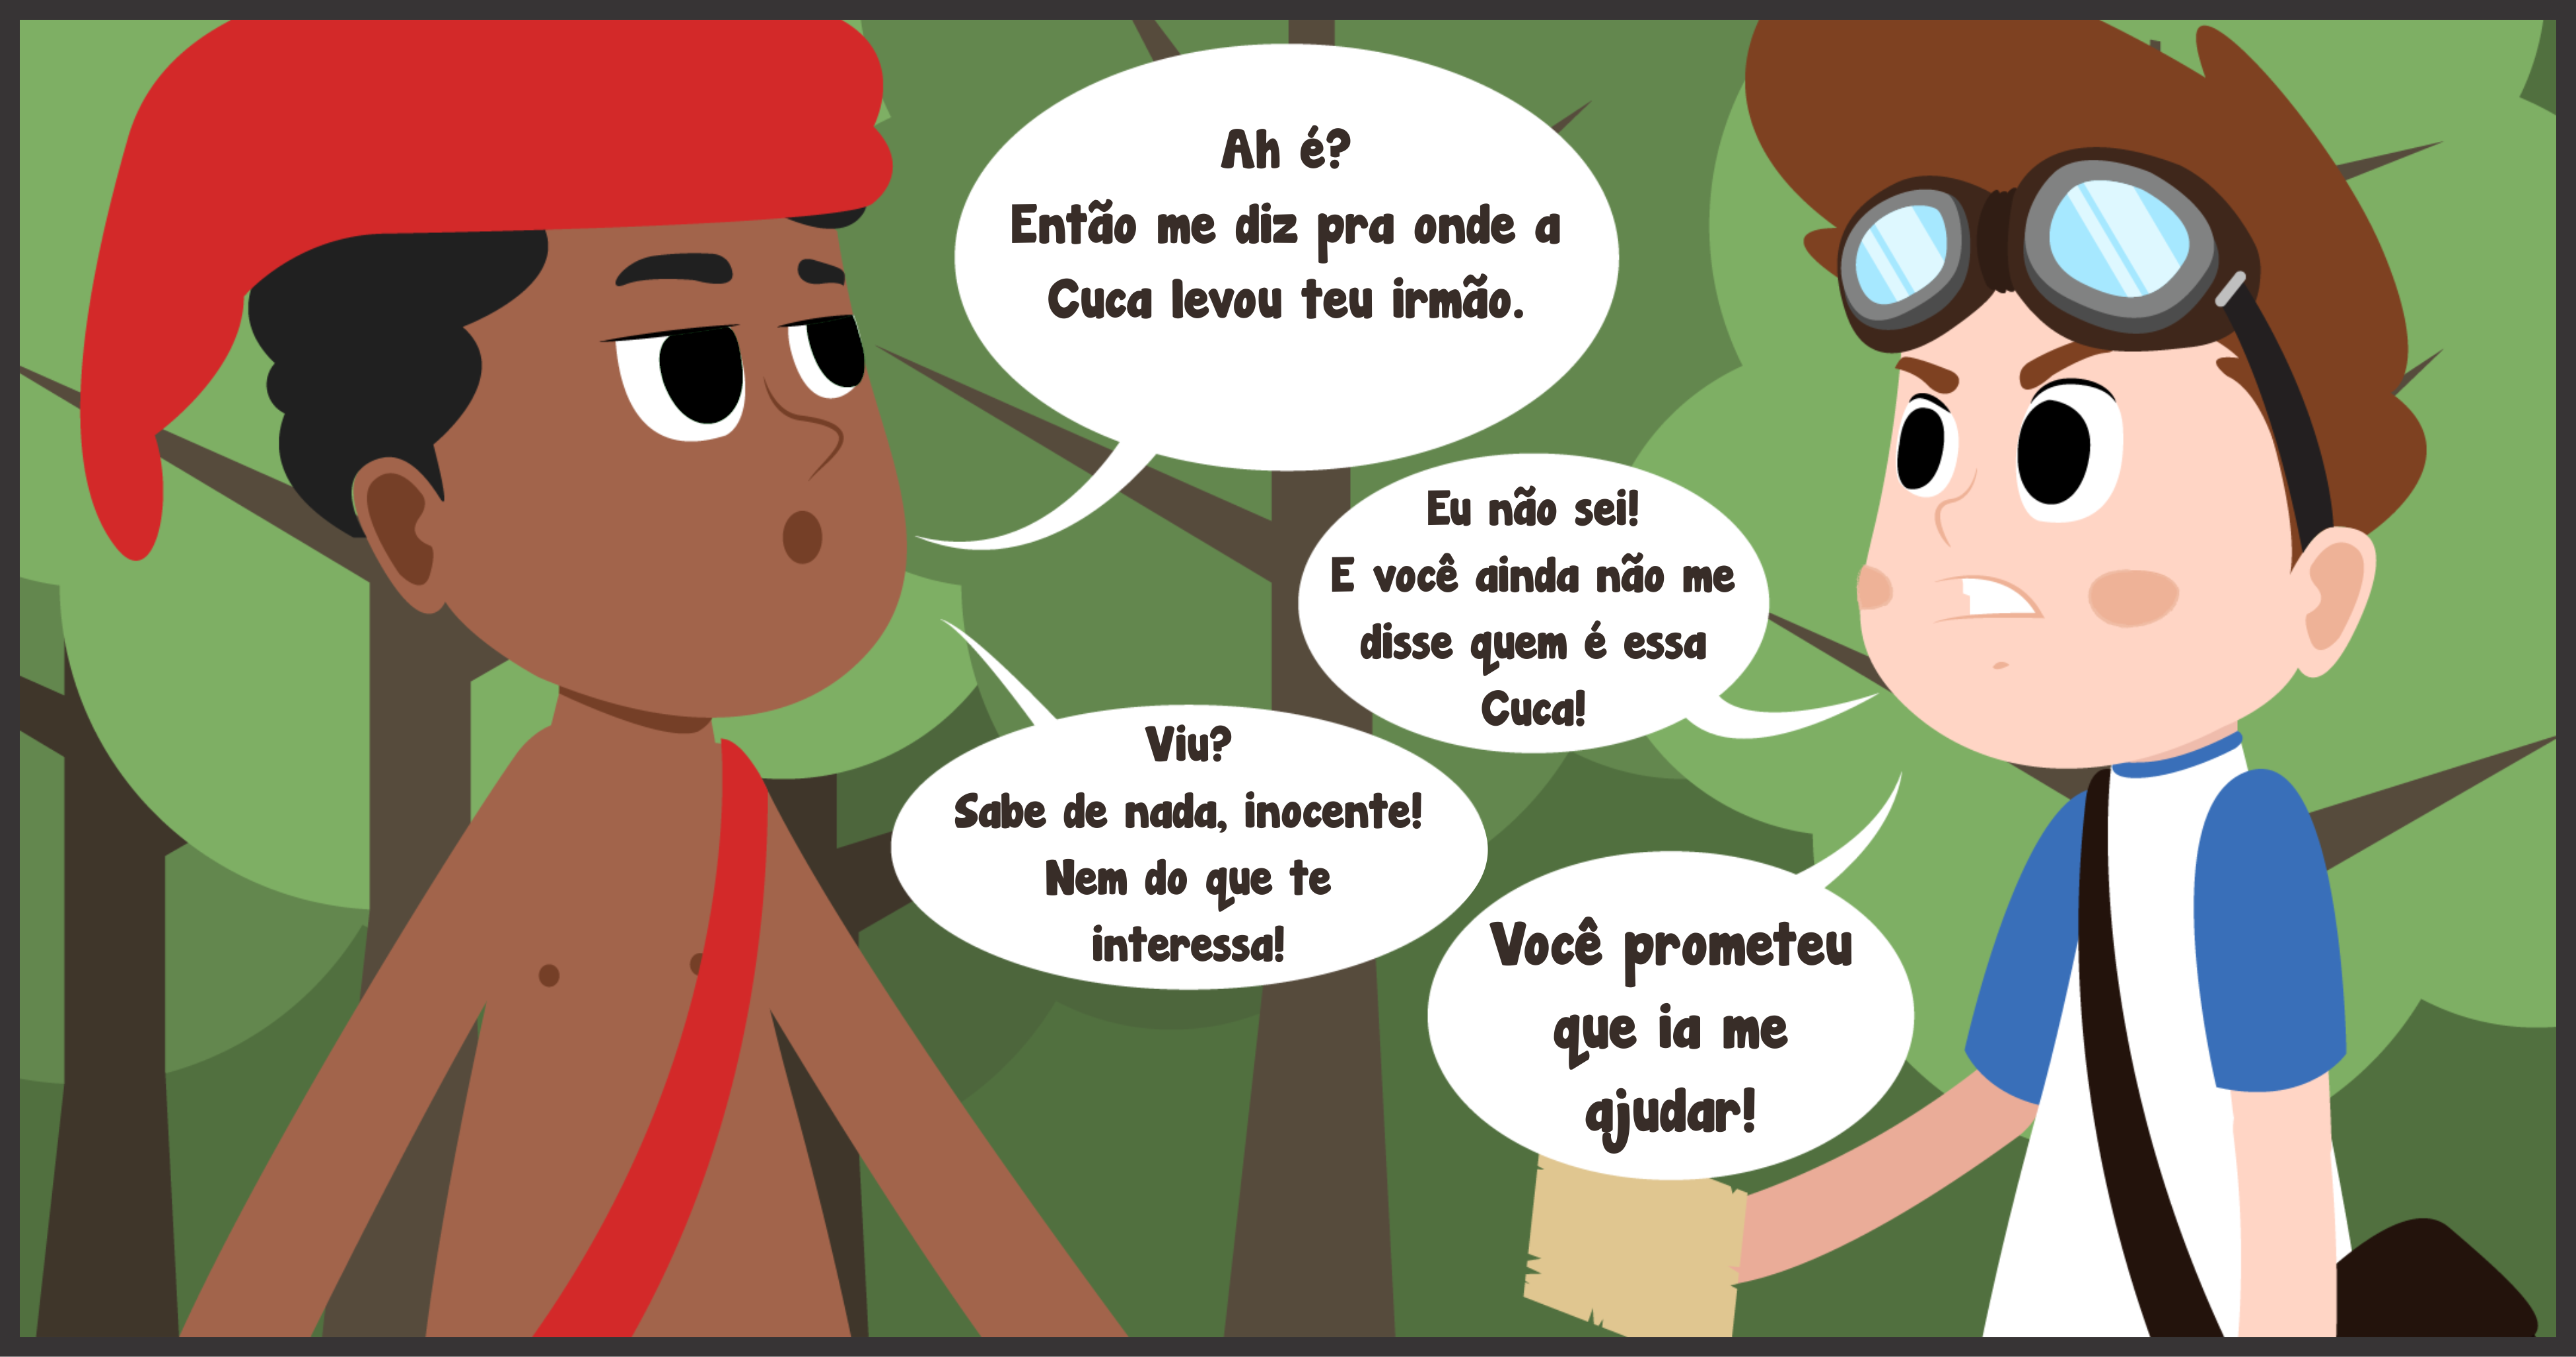 Ah é?
Então me diz pra onde a
Cuca levou teu irmão.
Eu não sei!
E você ainda não me
disse quem é essa
Cuca!
Viu?
Sabe de nada, inocente!
Nem do que te
interessa!
Você prometeu
que ia me
ajudar!